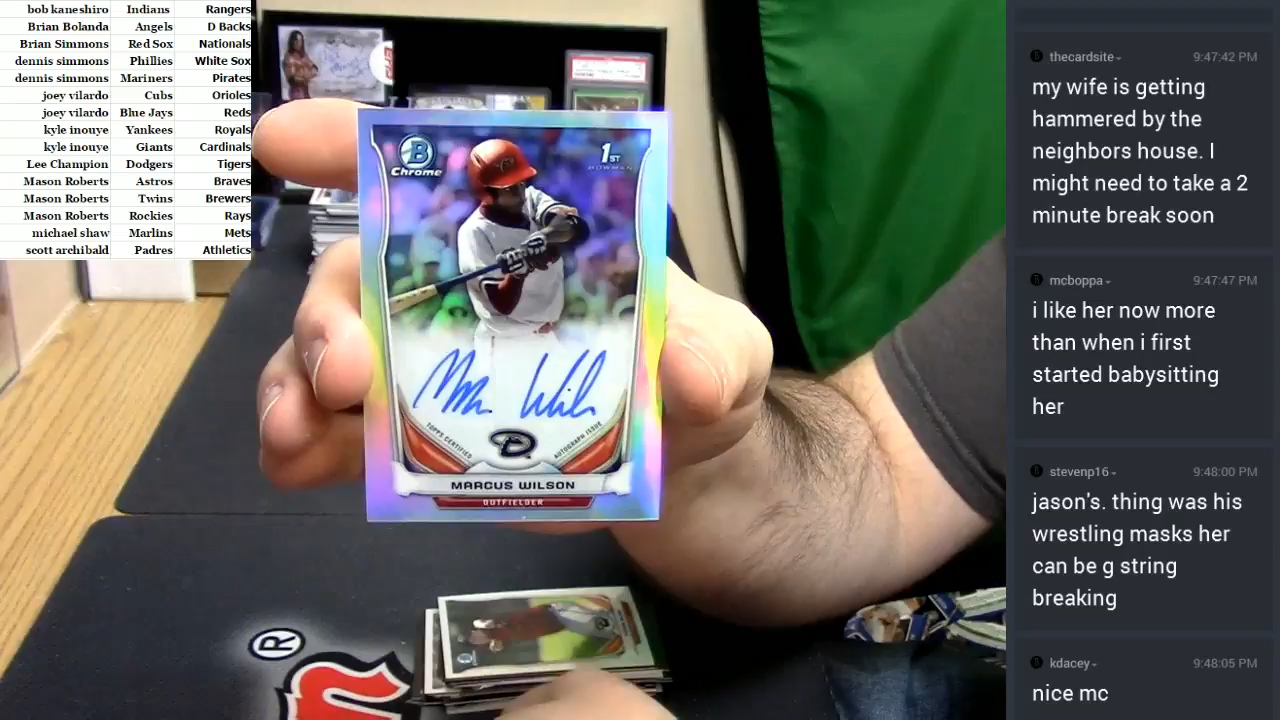 bob kaneshiro Indians Rangers
Brian Bolanda Angels D Backs
Brian Simmons Red Sox Nationals
dennis simmons Phillies White Sox
dennis simmons Mariners Pirates
joey vilardo Cubs Orioles
joey vilardo Blue Jays Reds
kyle inouye Yankees Royals
kyle inouye Giants Cardinals
Lee Champion Dodgers Tigers
Mason Roberts Astros Braves
Mason Roberts Twins Brewers
Mason Roberts Rockies Rays
michael shaw Marlins Mets
scott archibald Padres Athletics
B
Chrome
1ST
BOWMAN
TOPPS CERTIFIED
AUTOGRAPH ISSUE
D
MARCUS WILSON
OUTFIELDER
®
thecardsite 9:47:42 PM
my wife is getting
hammered by the
neighbors house. I
might need to take a 2
minute break soon
mcboppa 9:47:47 PM
i like her now more
than when i first
started babysitting
her
stevenp16 9:48:00 PM
jason's. thing was his
wrestling masks her
can be g string
breaking
kdacey 9:48:05 PM
nice mc